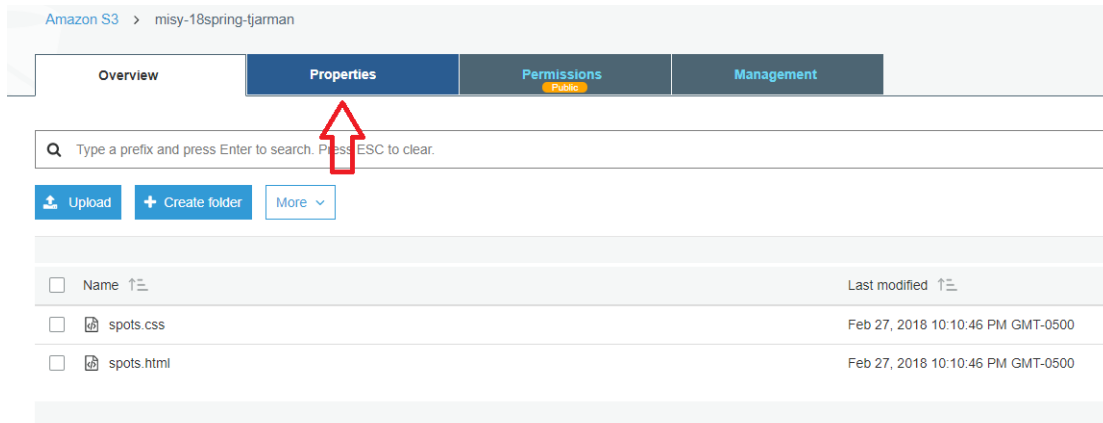 Amazon S3 > misy-18spring-tjarman
Overview Properties Permissions Management
Public
Type a prefix and press Enter to search. Press ESC to clear.
Upload + Create folder More
Name Last modified
spots.css Feb 27, 2018 10:10:46 PM GMT-0500
spots.html Feb 27, 2018 10:10:46 PM GMT-0500